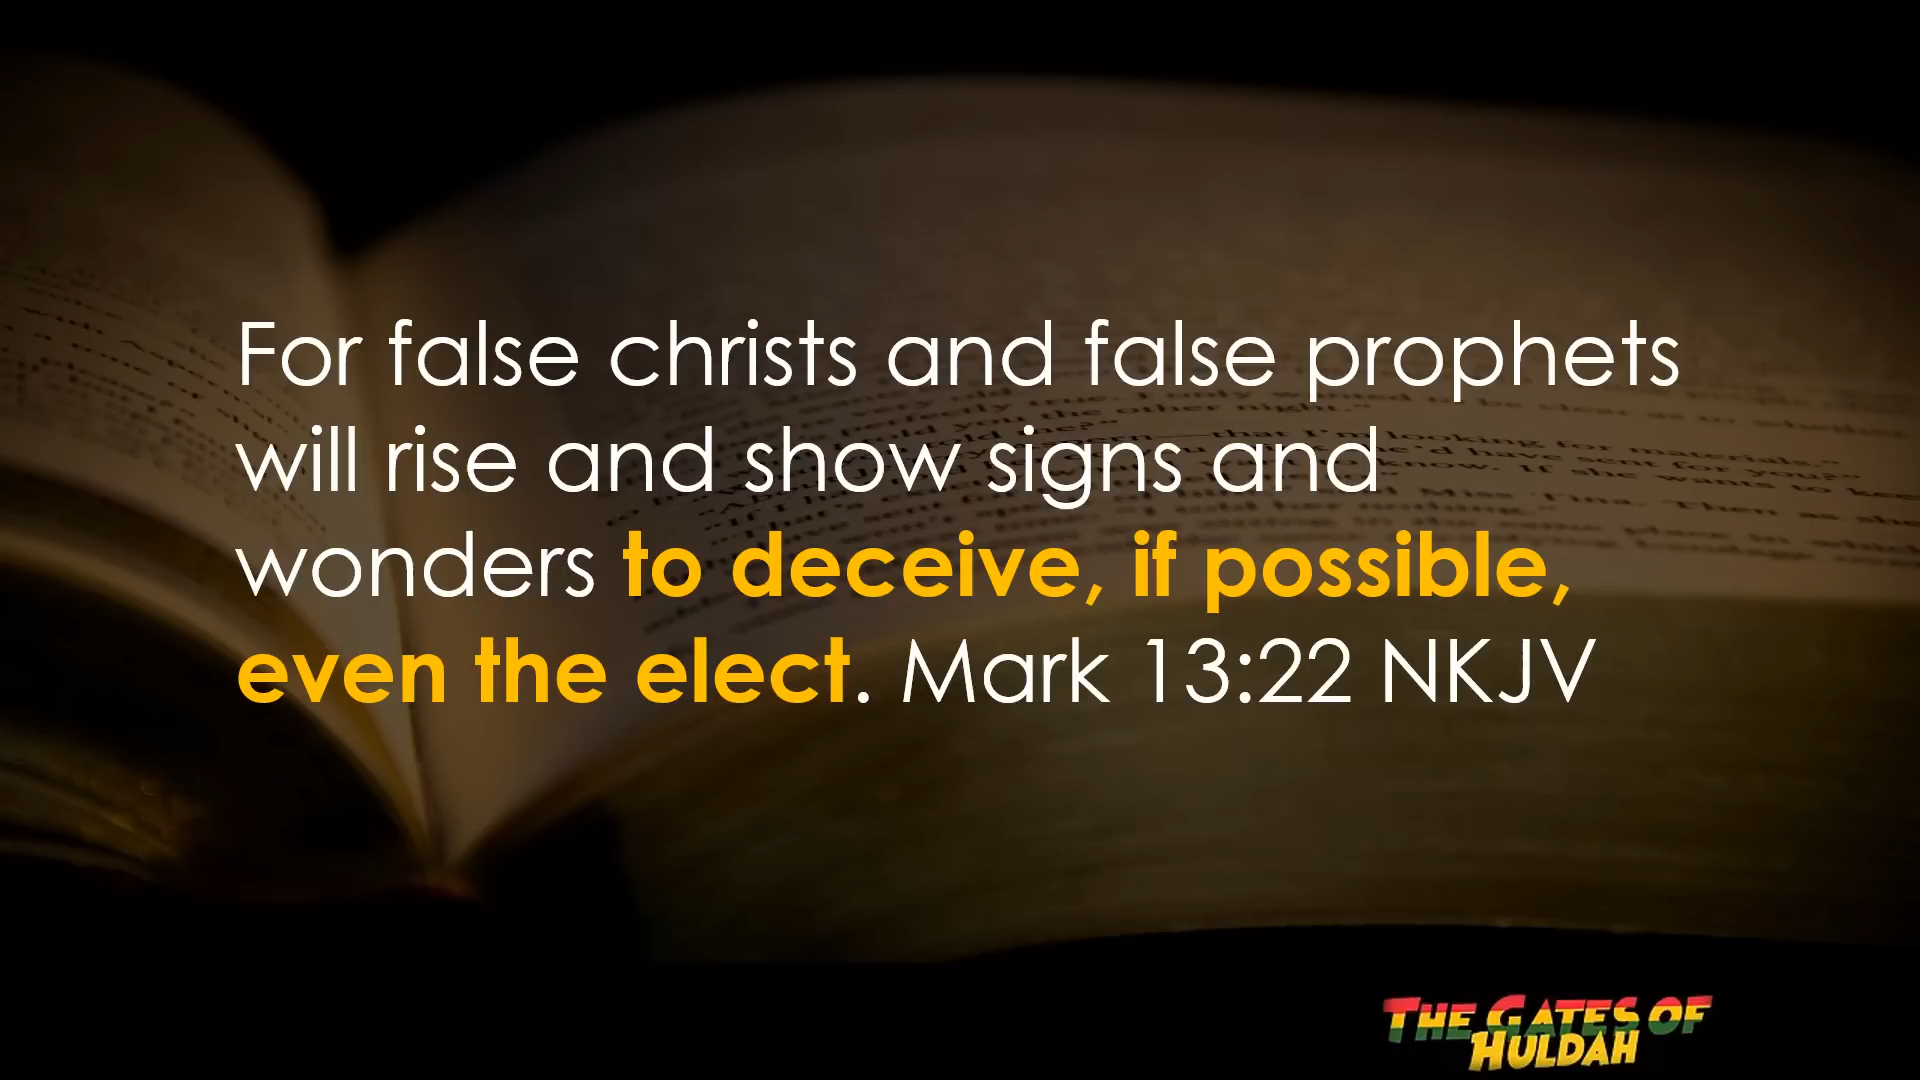 For false christs and false prophets
will rise and show signs and
wonders to deceive, if possible,
even the elect. Mark 13:22 NKJV
THE GATES OF
HULDAH